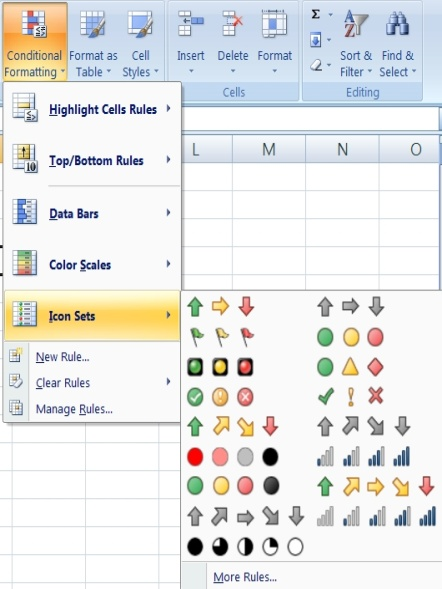 Conditional Formatting
Format as Table
Cell Styles
Insert
Delete
Format
Σ
Sort & Filter
Find & Select
Cells
Editing
Highlight Cells Rules
Top/Bottom Rules
10
Data Bars
Color Scales
Icon Sets
New Rule...
Clear Rules
Manage Rules...
L M N O
More Rules...